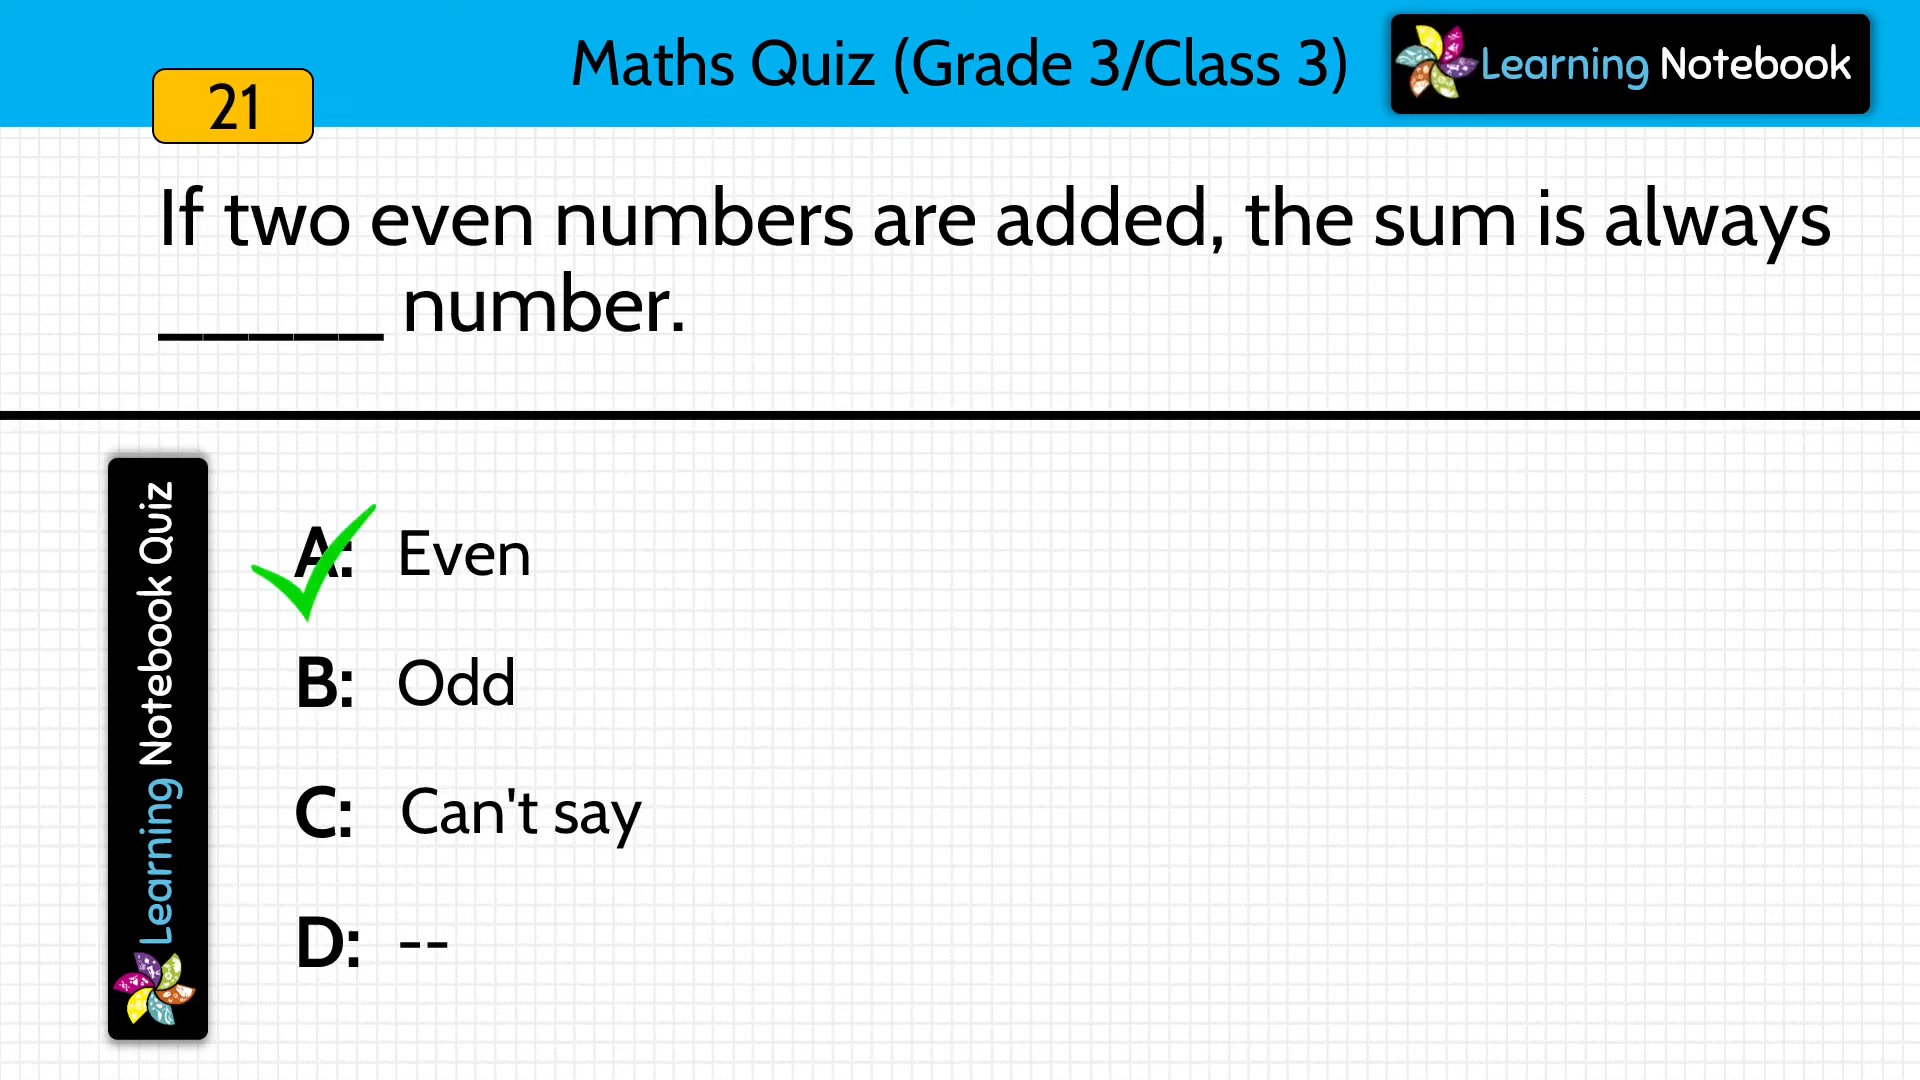 Maths Quiz (Grade 3/Class 3)
Learning Notebook
21
If two even numbers are added, the sum is always
_____ number.
Learning Notebook Quiz
A: Even
B: Odd
C: Can't say
D: --